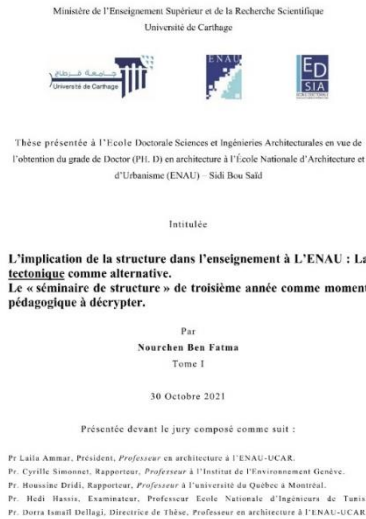 Ministère de l'Enseignement Supérieur et de la Recherche Scientifique
Université de Carthage
جامعة قرطاج
Université de Carthage
ENAU
ED
SIA
Thèse présentée à l'Ecole Doctorale Sciences et Ingénieries Architecturales en vue de
l'obtention du grade de Doctor (PH. D) en architecture à l'École Nationale d'Architecture et
d'Urbanisme (ENAU) – Sidi Bou Saïd
Intitulée
L'implication de la structure dans l'enseignement à L'ENAU : La
tectonique comme alternative.
Le « séminaire de structure » de troisième année comme moment
pédagogique à décrypter.
Par
Nourchen Ben Fatma
Tome I
30 Octobre 2021
Présentée devant le jury composé comme suit :
Pr Laila Ammar, Président, Professeur en architecture à l'ENAU-UCAR.
Pr. Cyrille Simonnet, Rapporteur, Professeur à l'Institut de l'Environnement Genève.
Pr. Houssine Dridi, Rapporteur, Professeur à l'université du Québec à Montréal.
Pr. Hedi Hassis, Examinateur, Professeur Ecole Nationale d'Ingénieurs de Tunis
Pr. Dorra Ismaïl Dellagi, Directrice de Thèse, Professeur en architecture à l'ENAU-UCAR